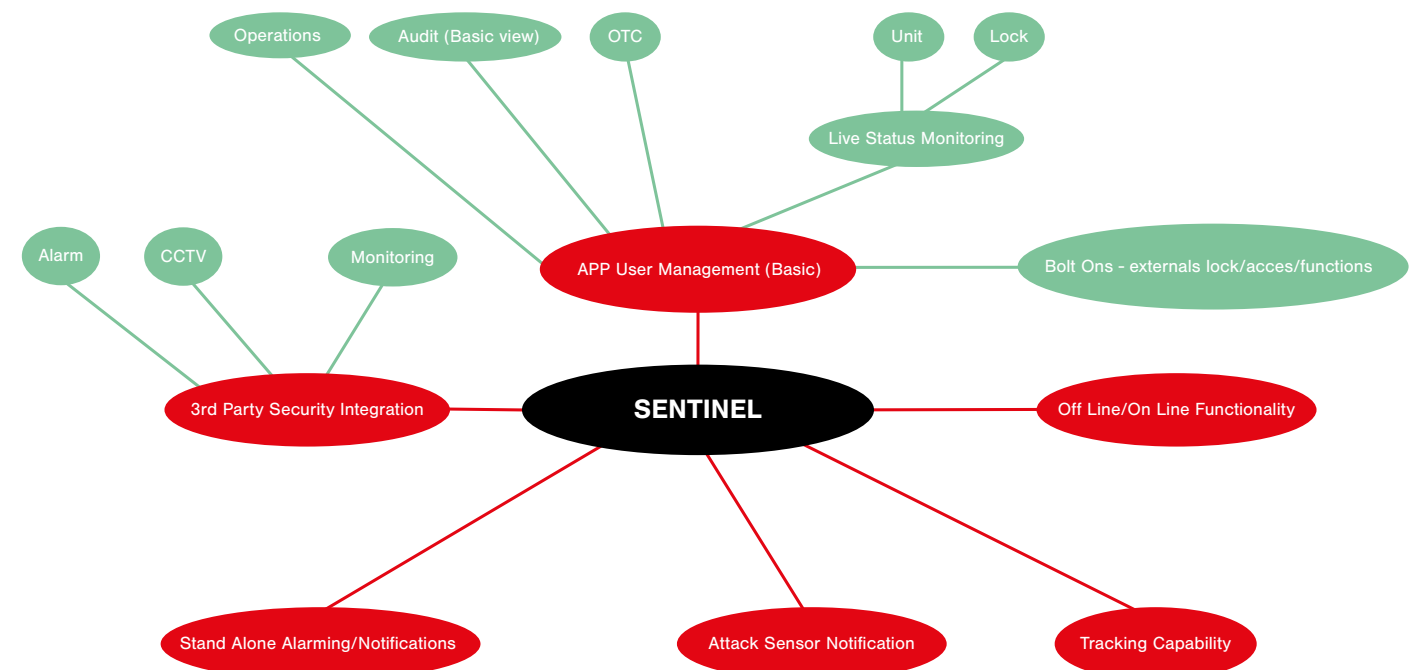 Operations
Audit (Basic view)
OTC
Unit
Lock
Live Status Monitoring
Alarm
CCTV
Monitoring
APP User Management (Basic)
Bolt Ons - externals lock/acces/functions
3rd Party Security Integration
SENTINEL
Off Line/On Line Functionality
Stand Alone Alarming/Notifications
Attack Sensor Notification
Tracking Capability